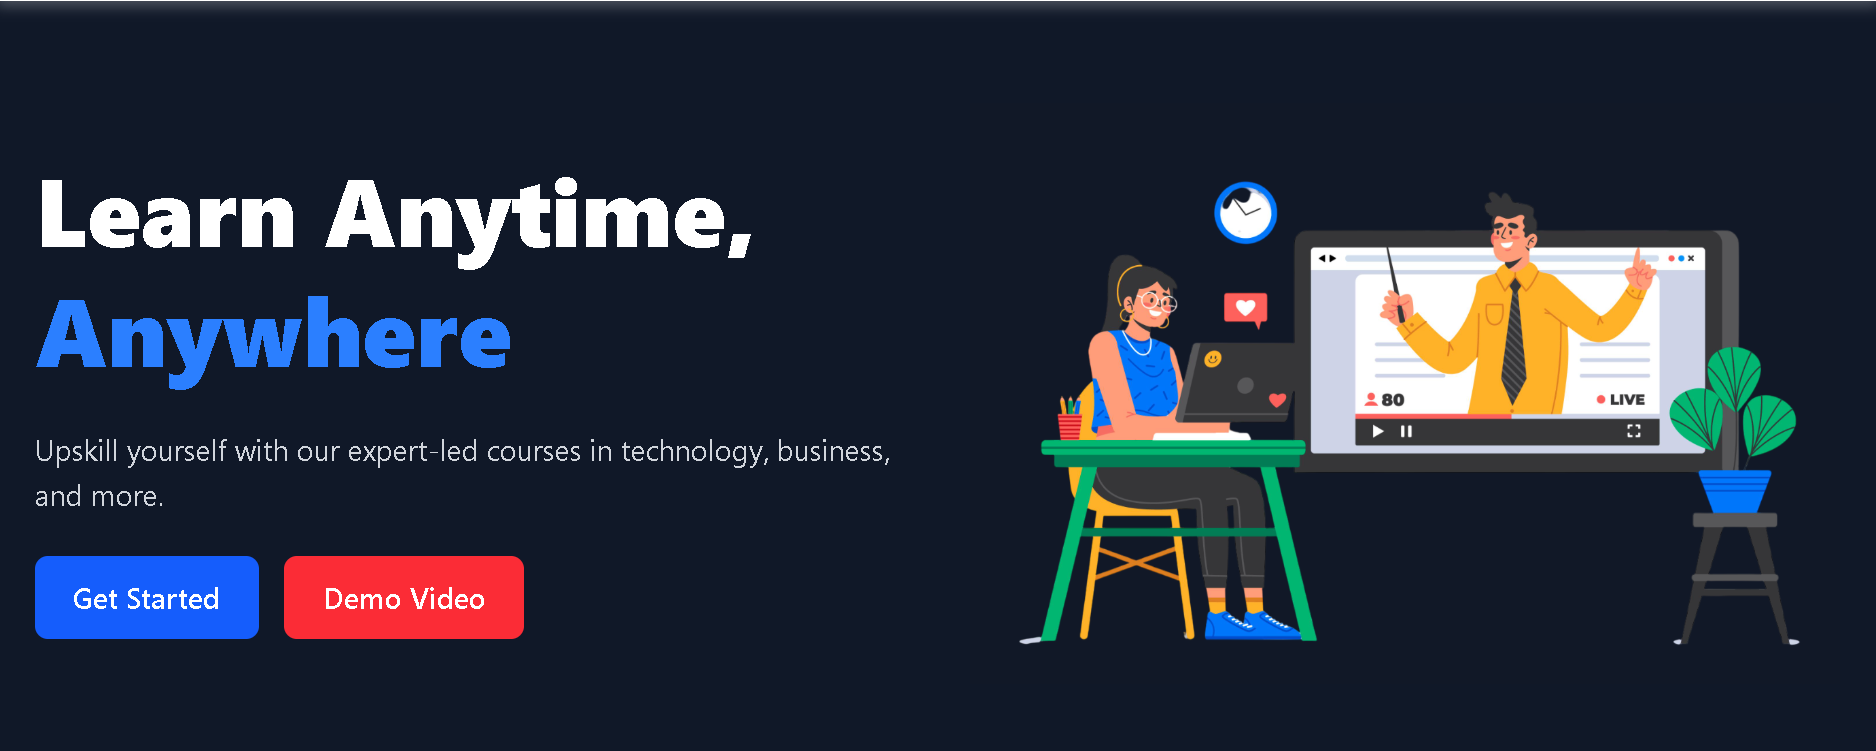 Learn Anytime,
Anywhere
Upskill yourself with our expert-led courses in technology, business,
and more.
Get Started
Demo Video
80
LIVE